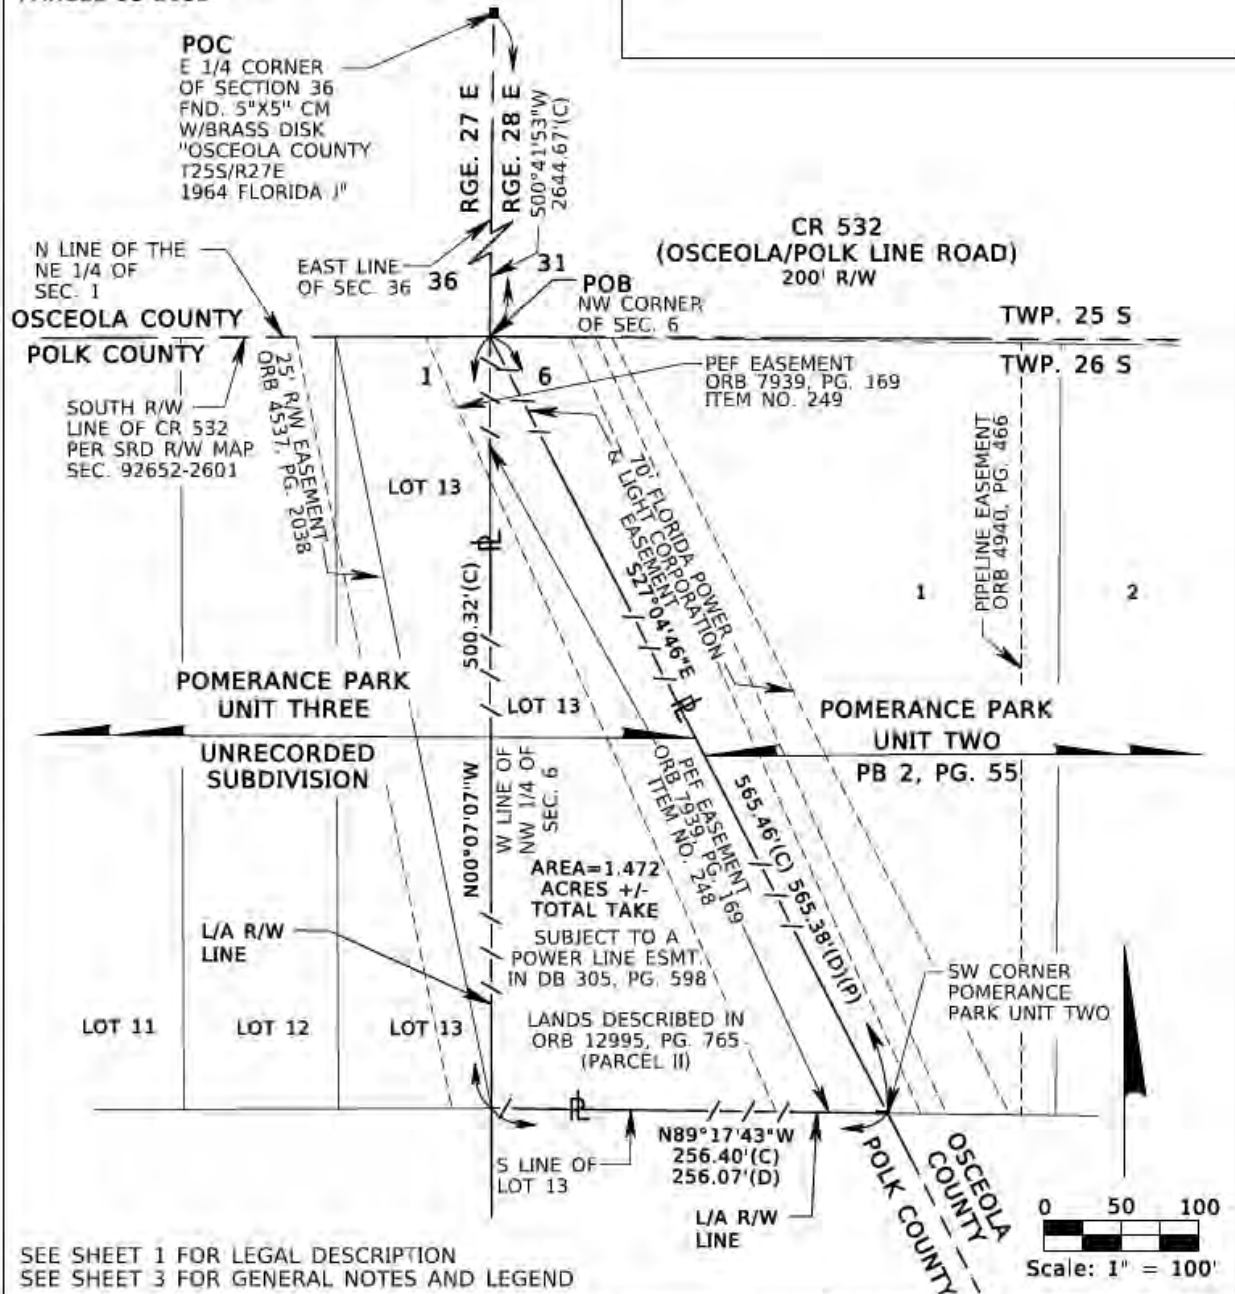 POC
E 1/4 CORNER
OF SECTION 36
FND. 5"X5" CM
W/BRASS DISK
"OSCEOLA COUNTY
T25S/R27E
1964 FLORIDA J"
RGE. 27 E
RGE. 28 E
S00°41'53"W
2644.67'(C)
CR 532
(OSCEOLA/POLK LINE ROAD)
200' R/W
N LINE OF THE
NE 1/4 OF
SEC. 1
EAST LINE
OF SEC. 36
36
31
POB
NW CORNER
OF SEC. 6
OSCEOLA COUNTY
POLK COUNTY
TWP. 25 S
TWP. 26 S
1
6
PEF EASEMENT
ORB 7939, PG. 169
ITEM NO. 249
SOUTH R/W
LINE OF CR 532
PER SRD R/W MAP
SEC. 92652-2601
25' R/W EASEMENT
ORB 4537, PG. 2038
LOT 13
70' FLORIDA POWER
& LIGHT CORPORATION
EASEMENT
S27°04'46"E
PIPELINE EASEMENT
ORB 4940, PG. 466
1
2
PL
500.32'(C)
POMERANCE PARK
UNIT THREE
UNRECORDED
SUBDIVISION
LOT 13
PL
POMERANCE PARK
UNIT TWO
PB 2, PG. 55
N00°07'07"W
W LINE OF
NW 1/4 OF
SEC. 6
PEF EASEMENT
ORB 7939, PG. 169
ITEM NO. 248
565.46'(C) 565.38'(D)(P)
AREA=1.472
ACRES +/-
TOTAL TAKE
SUBJECT TO A
POWER LINE ESMT.
IN DB 305, PG. 598
L/A R/W
LINE
SW CORNER
POMERANCE
PARK UNIT TWO
LOT 11
LOT 12
LOT 13
LANDS DESCRIBED IN
ORB 12995, PG. 765
(PARCEL II)
PL
N89°17'43"W
256.40'(C)
256.07'(D)
S LINE OF
LOT 13
L/A R/W
LINE
POLK COUNTY
OSCEOLA
COUNTY
0 50 100
Scale: 1" = 100'
SEE SHEET 1 FOR LEGAL DESCRIPTION
SEE SHEET 3 FOR GENERAL NOTES AND LEGEND